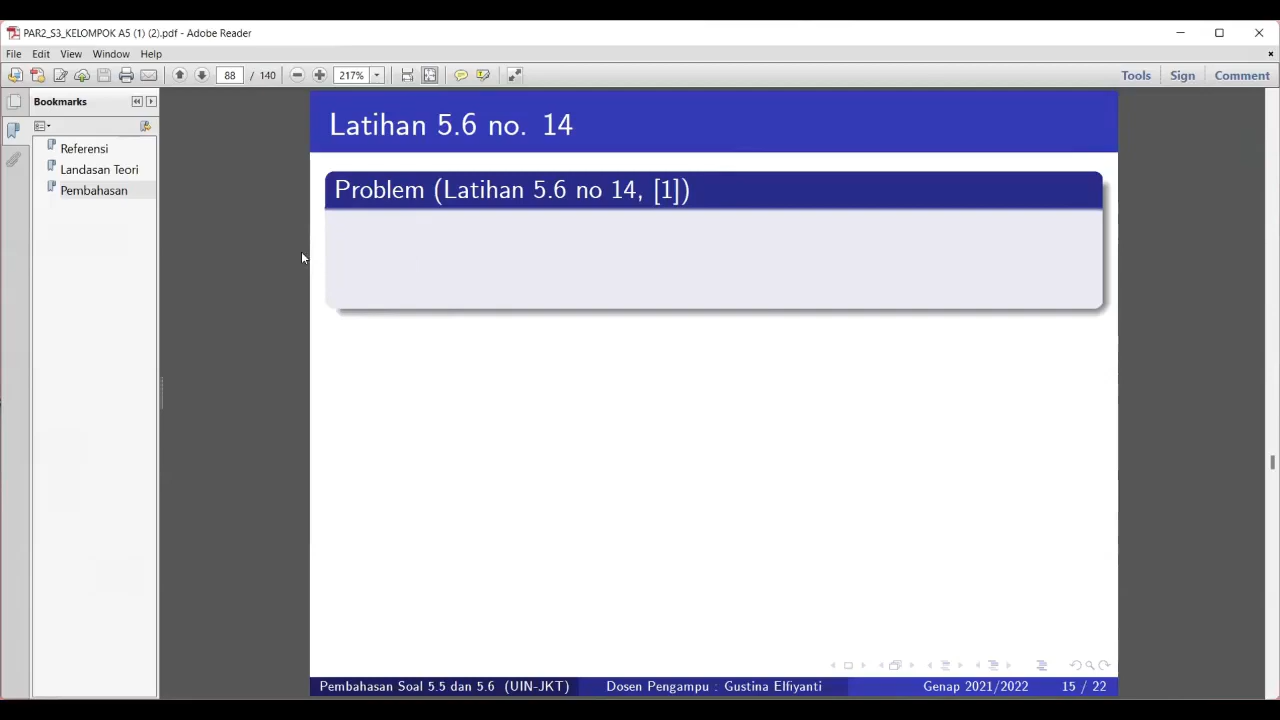 PAR2_S3_KELOMPOK A5 (1) (2).pdf - Adobe Reader
File Edit View Window Help
88 / 140 217% Tools Sign Comment
Bookmarks
Referensi
Landasan Teori
Pembahasan
Latihan 5.6 no. 14
Problem (Latihan 5.6 no 14, [1])
Pembahasan Soal 5.5 dan 5.6 (UIN-JKT) Dosen Pengampu : Gustina Elfiyanti Genap 2021/2022 15 / 22